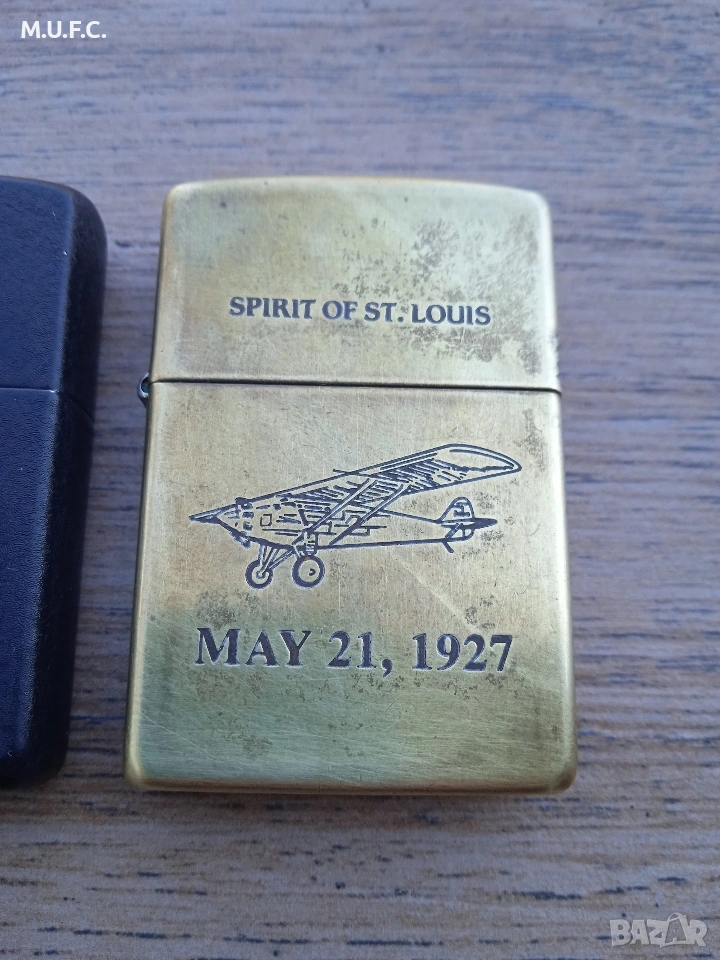 M.U.F.C.
SPIRIT OF ST. LOUIS
MAY 21, 1927
BAZAR